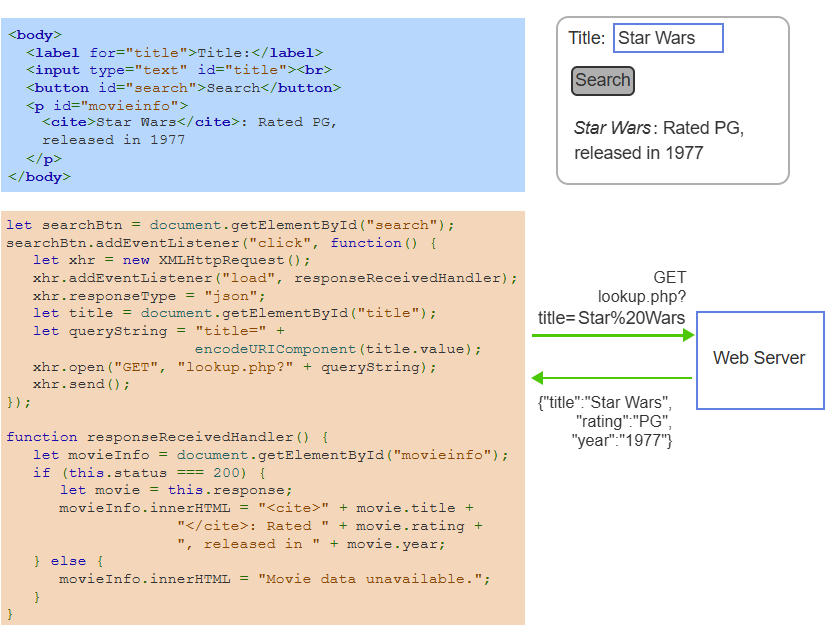 <body>
<label for="title">Title:</label>
<input type="text" id="title"><br>
<button id="search">Search</button>
<p id="movieinfo">
<cite>Star Wars</cite>: Rated PG,
released in 1977
</p>
</body>
Title: Star Wars
Search
Star Wars: Rated PG,
released in 1977
let searchBtn = document.getElementById("search");
searchBtn.addEventListener("click", function() {
let xhr = new XMLHttpRequest();
xhr.addEventListener("load", responseReceivedHandler);
xhr.responseType = "json";
let title = document.getElementById("title");
let queryString = "title=" +
encodeURIComponent(title.value);
xhr.open("GET", "lookup.php?" + queryString);
xhr.send();
});
function responseReceivedHandler() {
let movieInfo = document.getElementById("movieinfo");
if (this.status === 200) {
let movie = this.response;
movieInfo.innerHTML = "<cite>" + movie.title +
"</cite>: Rated " + movie.rating +
", released in " + movie.year;
} else {
movieInfo.innerHTML = "Movie data unavailable.";
}
}
GET
lookup.php?
title=Star%20Wars
Web Server
{"title":"Star Wars",
"rating":"PG",
"year":"1977"}